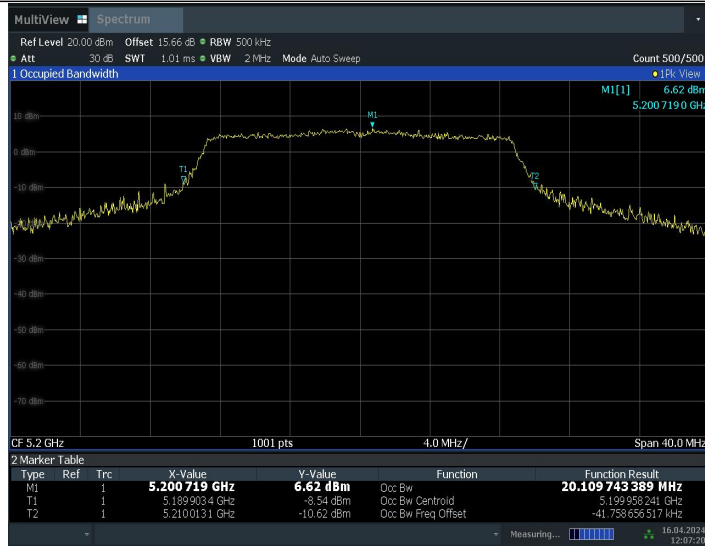 MultiView Spectrum
Ref Level 20.00 dBm Offset 15.66 dB RBW 500 kHz
Att 30 dB SWT 1.01 ms VBW 2 MHz Mode Auto Sweep Count 500/500
1 Occupied Bandwidth 1Pk View
M1[1] 6.62 dBm
5.200 719 0 GHz
10 dBm
M1
0 dBm
T1
T2
-10 dBm
-30 dBm
-40 dBm
-50 dBm
-60 dBm
-70 dBm
CF 5.2 GHz 1001 pts 4.0 MHz/ Span 40.0 MHz
2 Marker Table
Type Ref Trc X-Value Y-Value Function Function Result
M1 1 5.200 719 GHz 6.62 dBm Occ Bw 20.109 743 389 MHz
T1 1 5.189 903 4 GHz -8.54 dBm Occ Bw Centroid 5.199 958 241 GHz
T2 1 5.210 013 1 GHz -10.62 dBm Occ Bw Freq Offset -41.758 656 517 kHz
Measuring... 16.04.2024
12:07:20